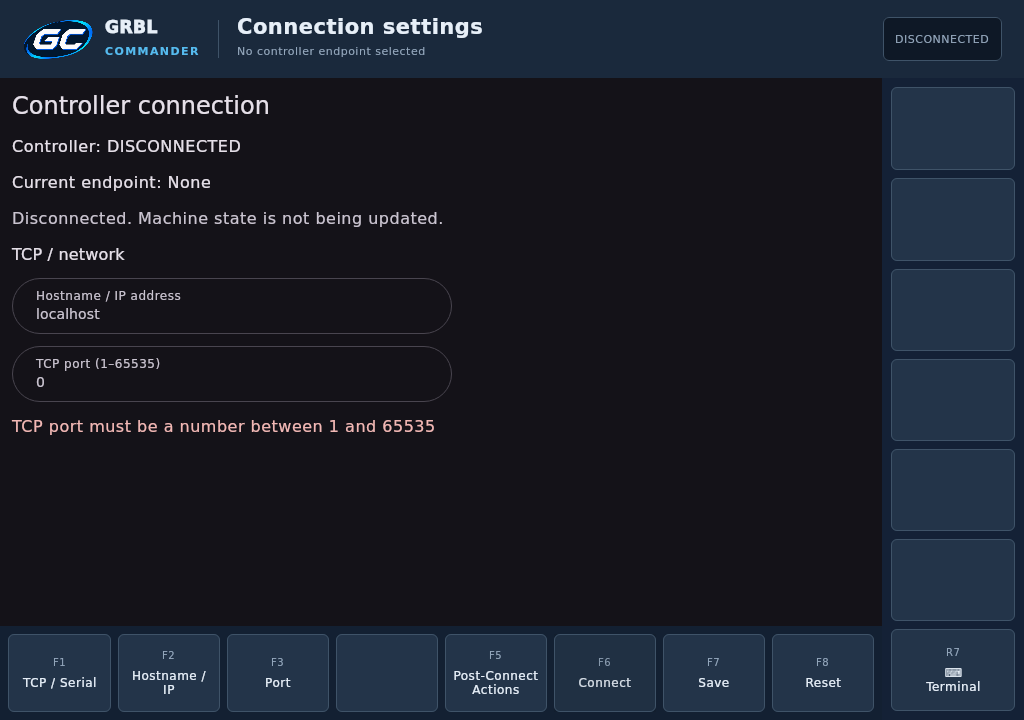 GC
GRBL
COMMANDER
Connection settings
No controller endpoint selected
DISCONNECTED
Controller connection
Controller: DISCONNECTED
Current endpoint: None
Disconnected. Machine state is not being updated.
TCP / network
Hostname / IP address
localhost
TCP port (1–65535)
0
TCP port must be a number between 1 and 65535
F1
TCP / Serial
F2
Hostname /
IP
F3
Port
F5
Post-Connect
Actions
F6
Connect
F7
Save
F8
Reset
R7
⌨
Terminal